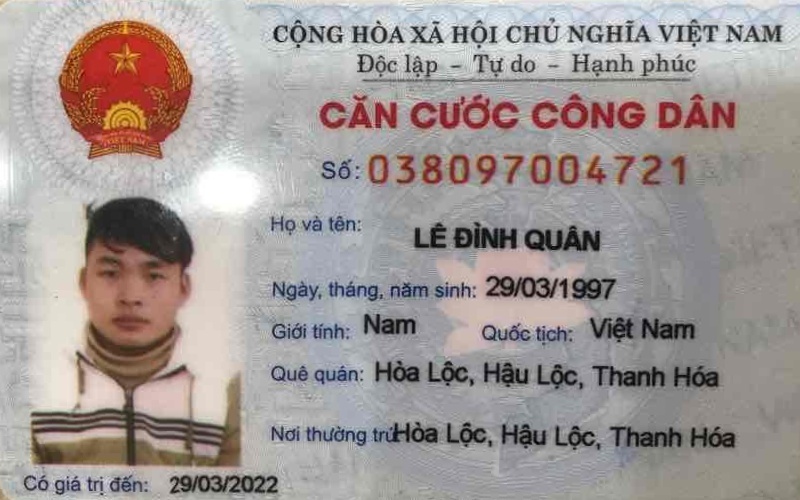 CỘNG HÒA XÃ HỘI CHỦ NGHĨA VIỆT NAM
Độc lập - Tự do - Hạnh phúc
CĂN CƯỚC CÔNG DÂN
Số: 038097004721
Họ và tên: LÊ ĐÌNH QUÂN
Ngày, tháng, năm sinh: 29/03/1997
Giới tính: Nam Quốc tịch: Việt Nam
Quê quán: Hòa Lộc, Hậu Lộc, Thanh Hóa
Nơi thường trú: Hòa Lộc, Hậu Lộc, Thanh Hóa
Có giá trị đến: 29/03/2022
VIỆT NAM